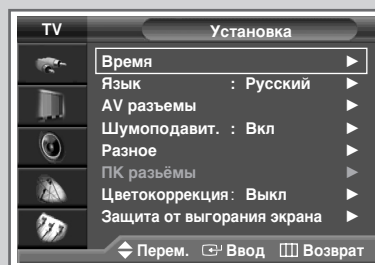 TV Установка
Время ►
Язык : Русский ►
AV разъемы ►
Шумоподавит. : Вкл ►
Разное ►
ПК разьёмы ►
Цветокоррекция: Выкл ►
Защита от выгорания экрана ►
Перем. Ввод Возврат